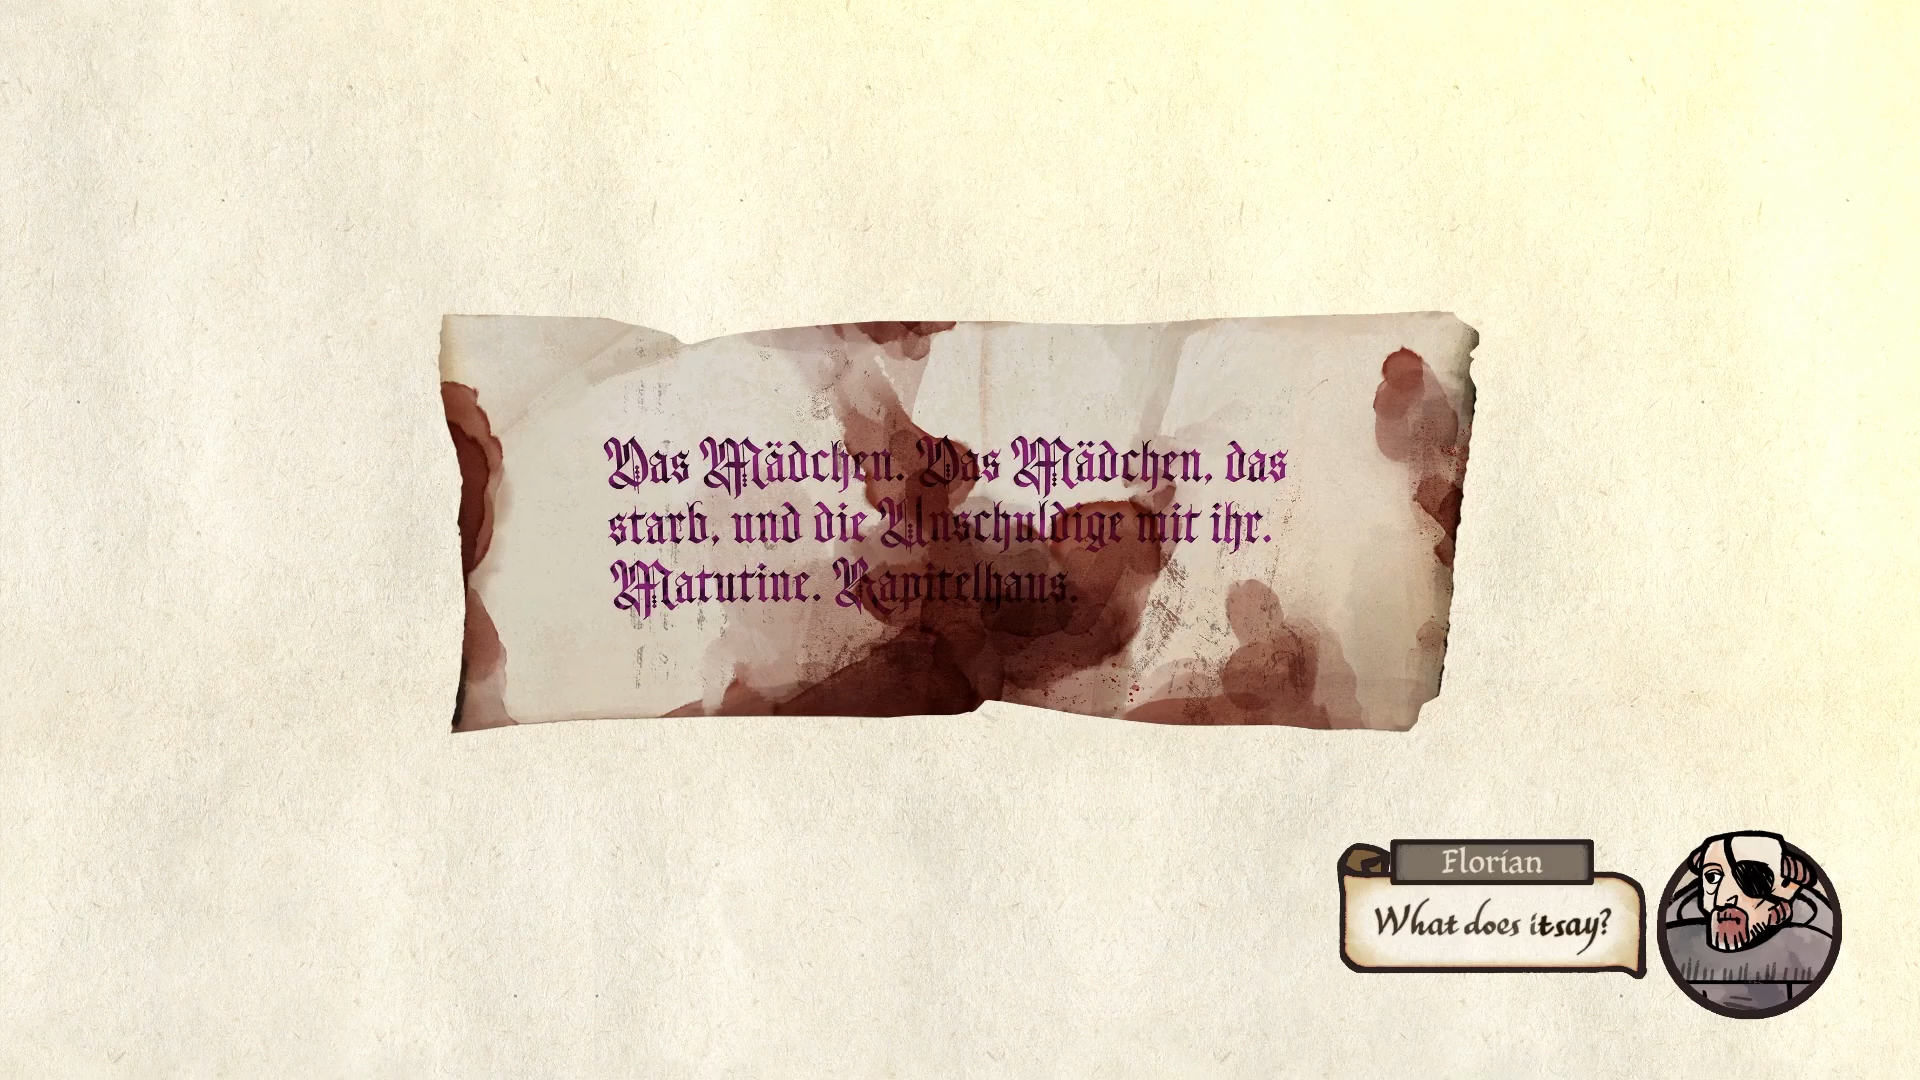 Das Mädchen. Das Mädchen, das
starb, und die Unschuldige mit ihr.
Matutine. Kapitelhaus.
Florian
What does it say?